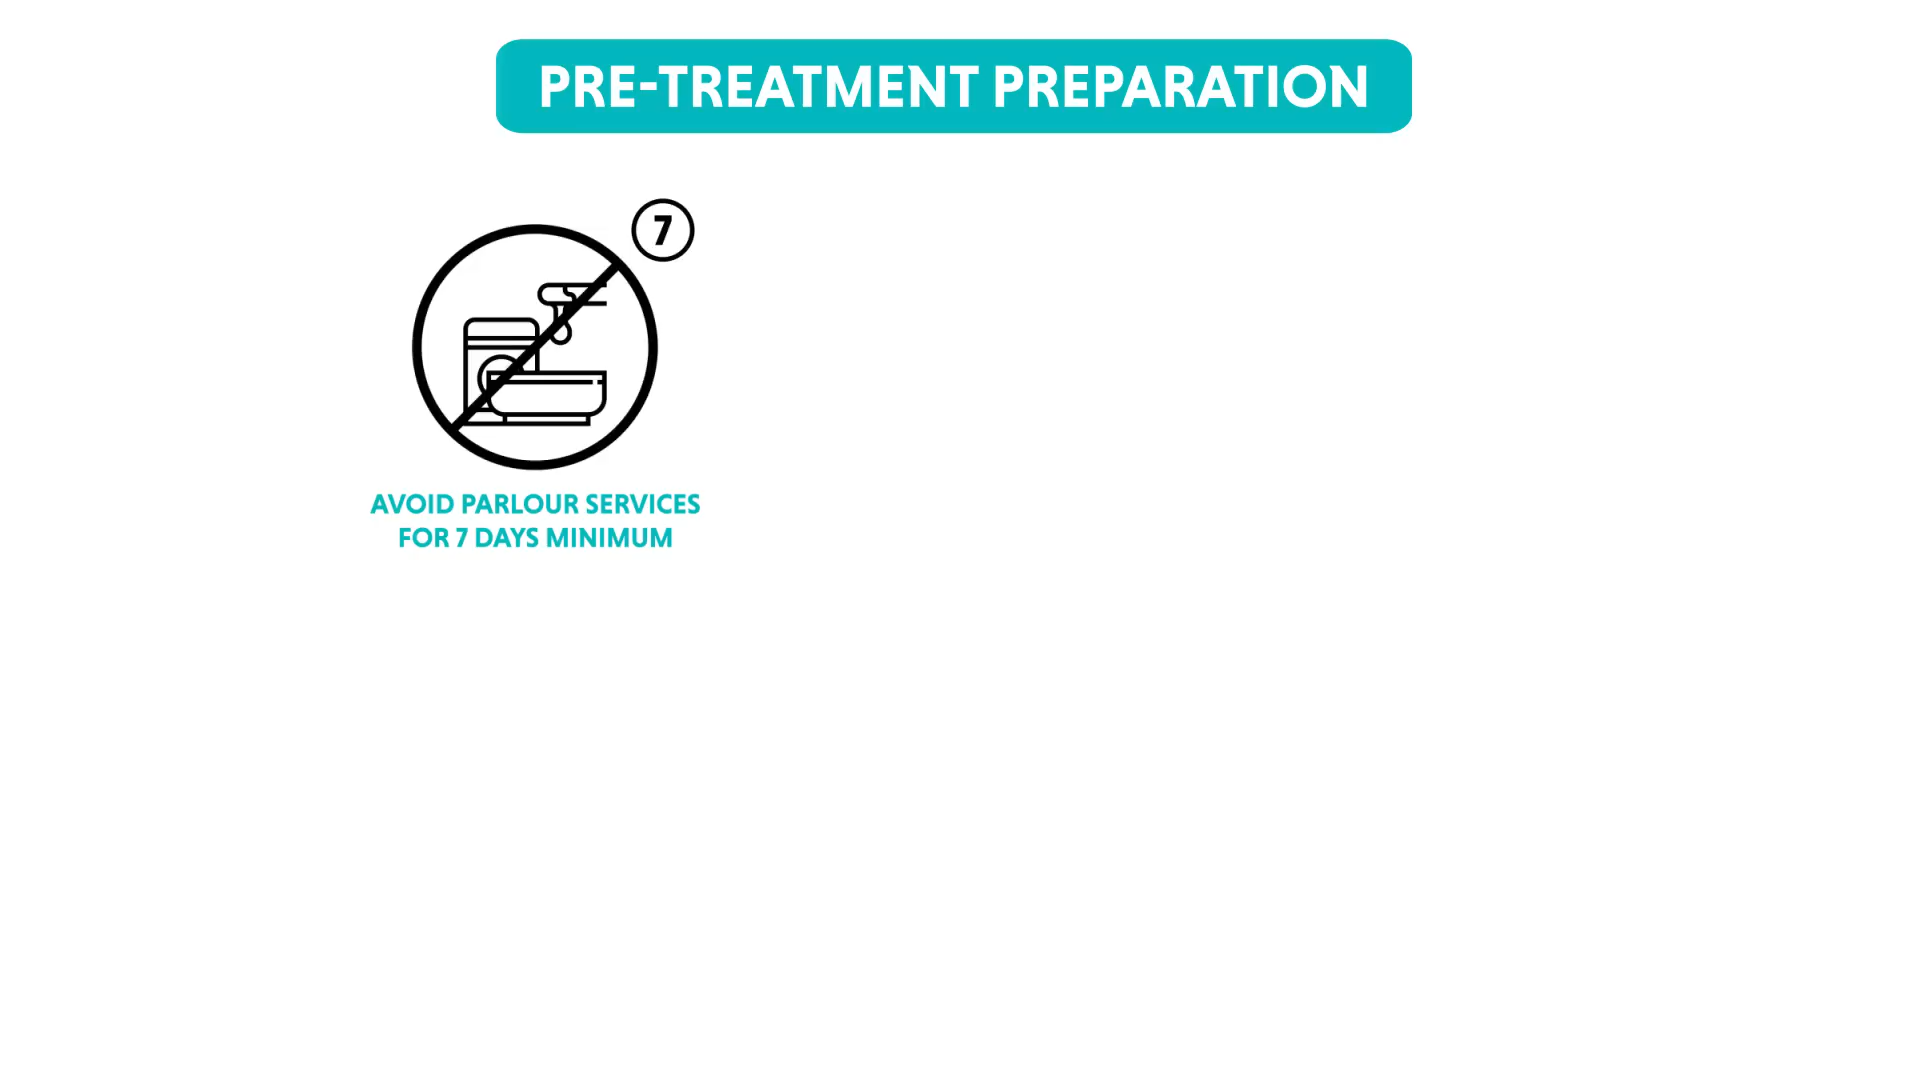 PRE-TREATMENT PREPARATION
7
AVOID PARLOUR SERVICES
FOR 7 DAYS MINIMUM